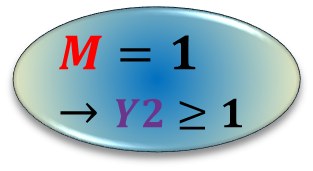 M = 1
→ Y2 ≥ 1